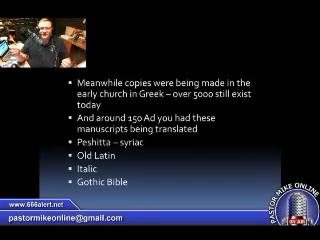 ▪ Meanwhile copies were being made in the
early church in Greek – over 5000 still exist
today
▪ And around 150 Ad you had these
manuscripts being translated
▪ Peshitta – syriac
▪ Old Latin
▪ Italic
▪ Gothic Bible
www.666alert.net
pastormikeonline@gmail.com
PASTOR MIKE ONLINE
ON AIR